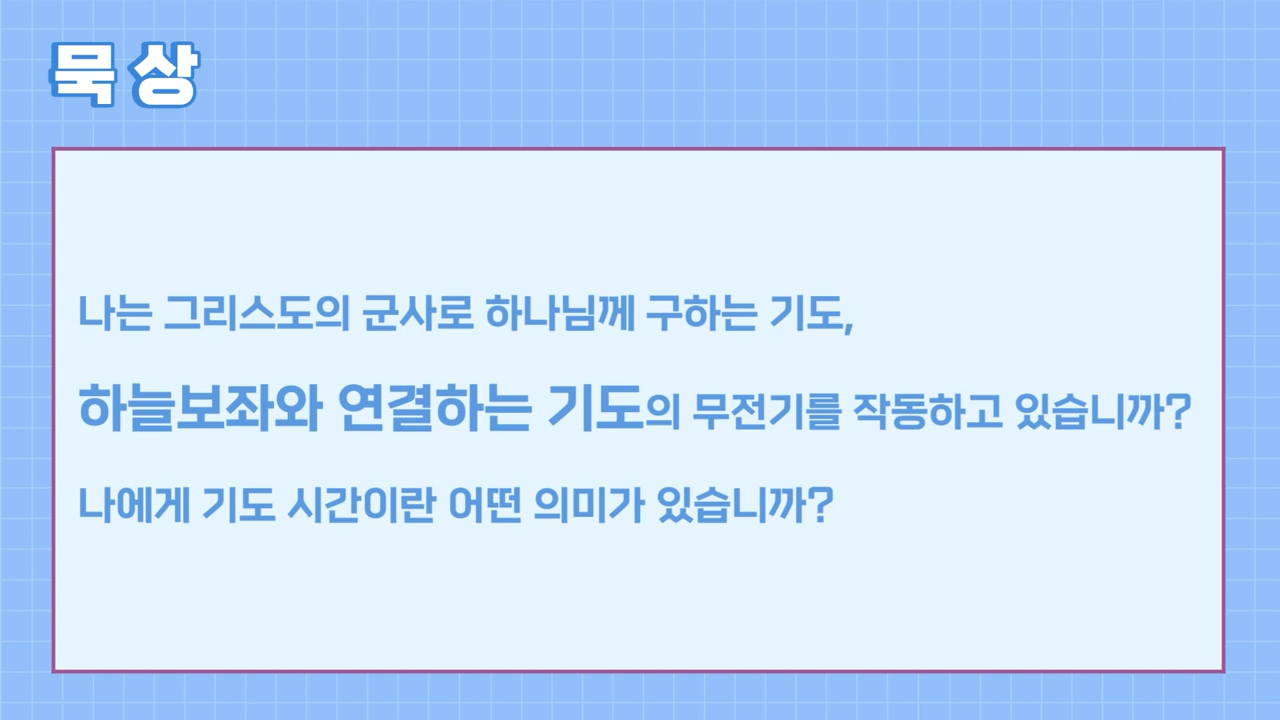 묵상
나는 그리스도의 군사로 하나님께 구하는 기도,
하늘보좌와 연결하는 기도의 무전기를 작동하고 있습니까?
나에게 기도 시간이란 어떤 의미가 있습니까?